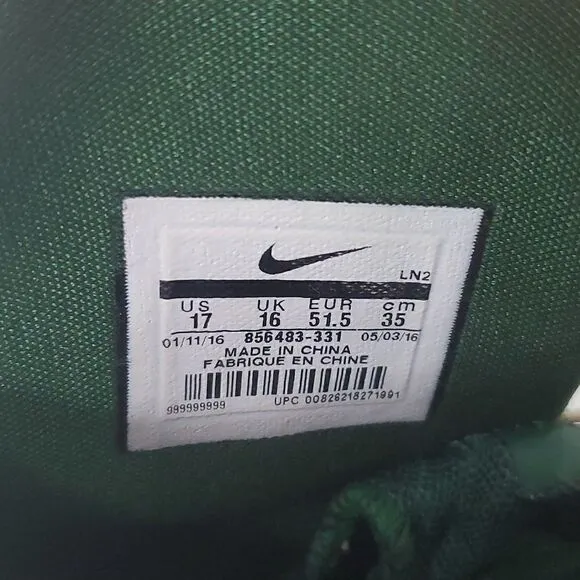 LN2
US UK EUR cm
17 16 51.5 35
01/11/16 856483-331 05/03/16
MADE IN CHINA
FABRIQUE EN CHINE
999999999 UPC 00826218271991